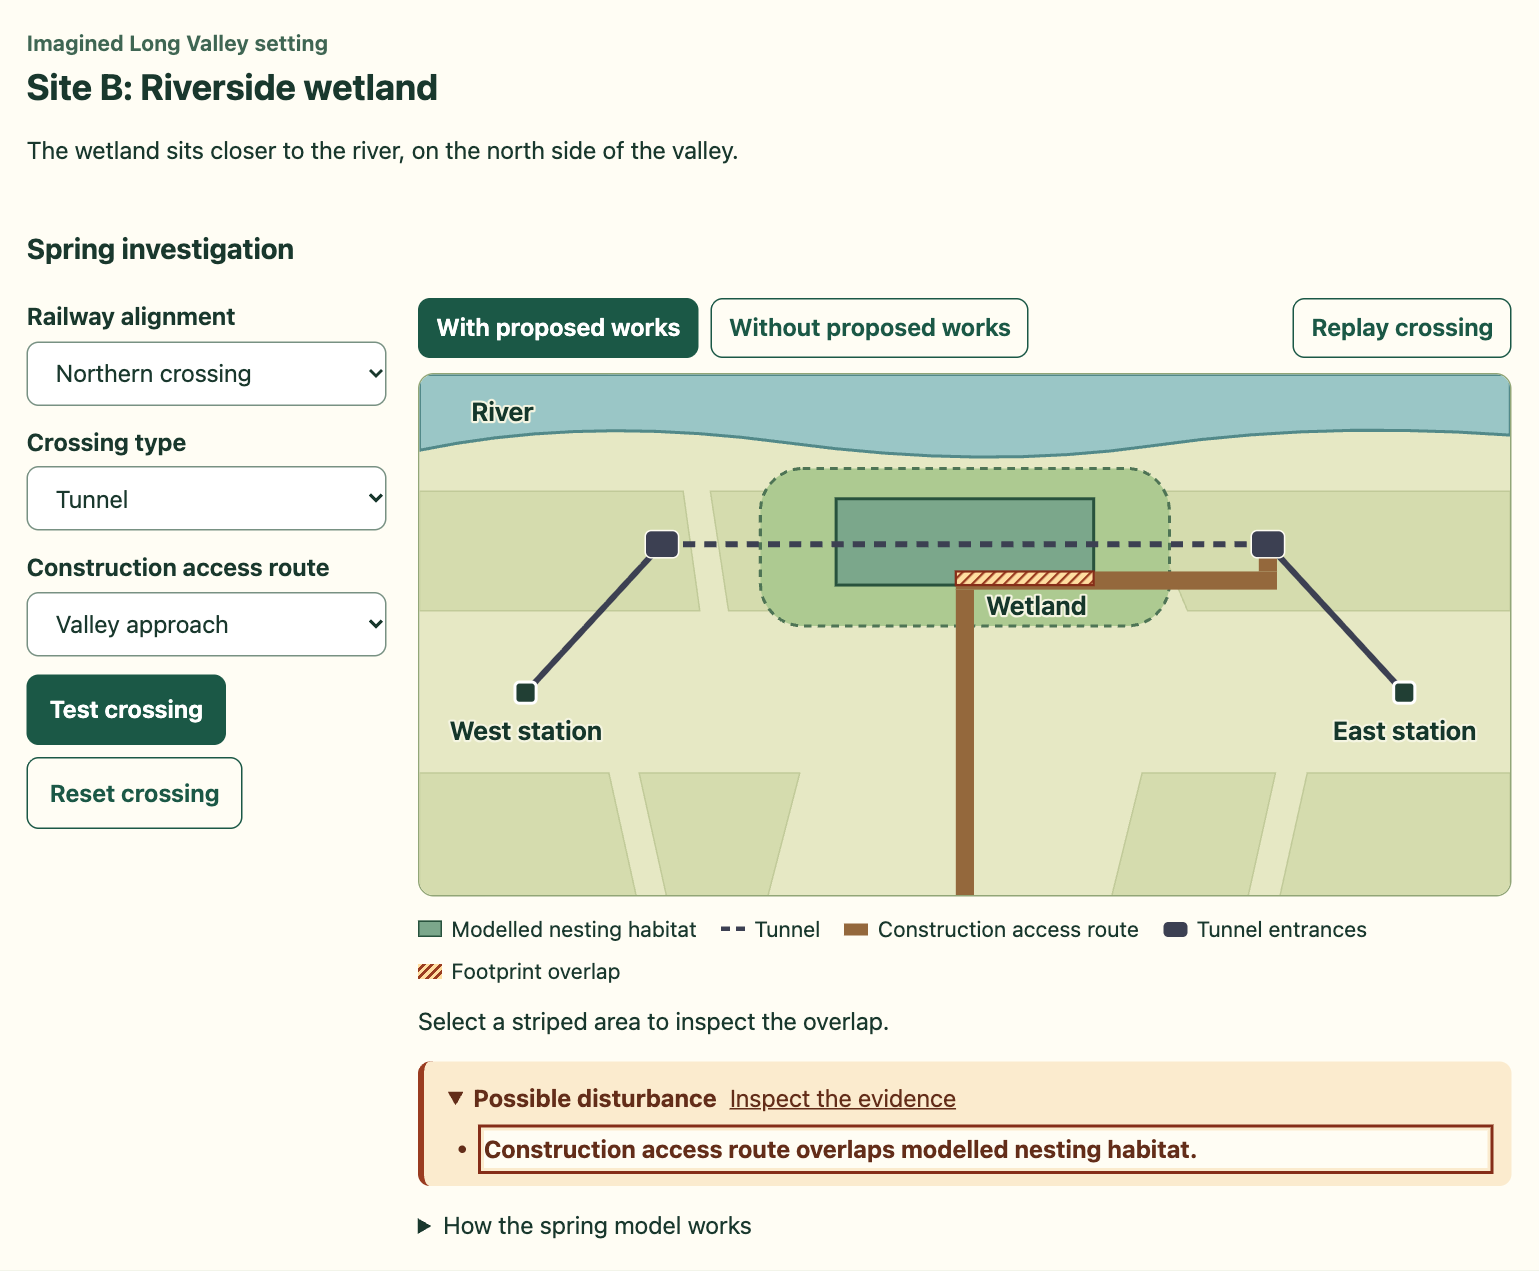 Imagined Long Valley setting
Site B: Riverside wetland
The wetland sits closer to the river, on the north side of the valley.
Spring investigation
Railway alignment
Northern crossing
Crossing type
Tunnel
Construction access route
Valley approach
Test crossing
Reset crossing
With proposed works
Without proposed works
Replay crossing
River
Wetland
West station
East station
Modelled nesting habitat
Tunnel
Construction access route
Tunnel entrances
Footprint overlap
Select a striped area to inspect the overlap.
Possible disturbance Inspect the evidence
Construction access route overlaps modelled nesting habitat.
How the spring model works